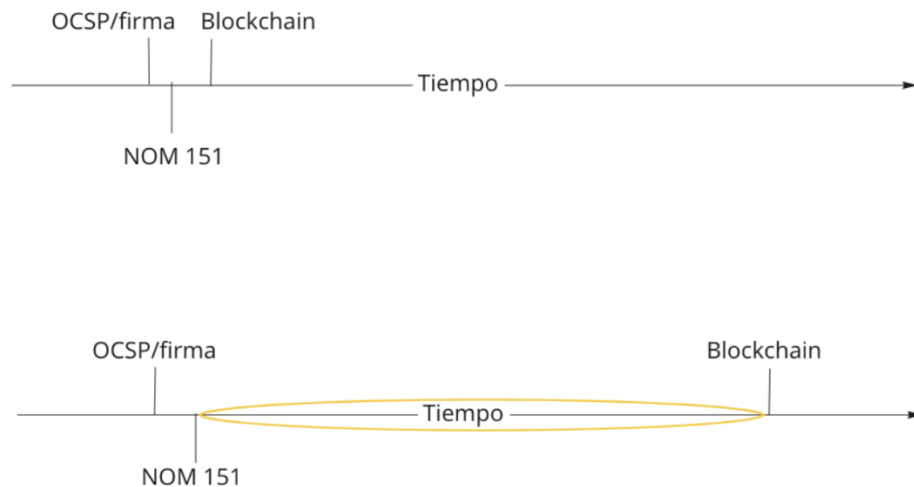 OCSP/firma
Blockchain
Tiempo
NOM 151
OCSP/firma
Blockchain
Tiempo
NOM 151